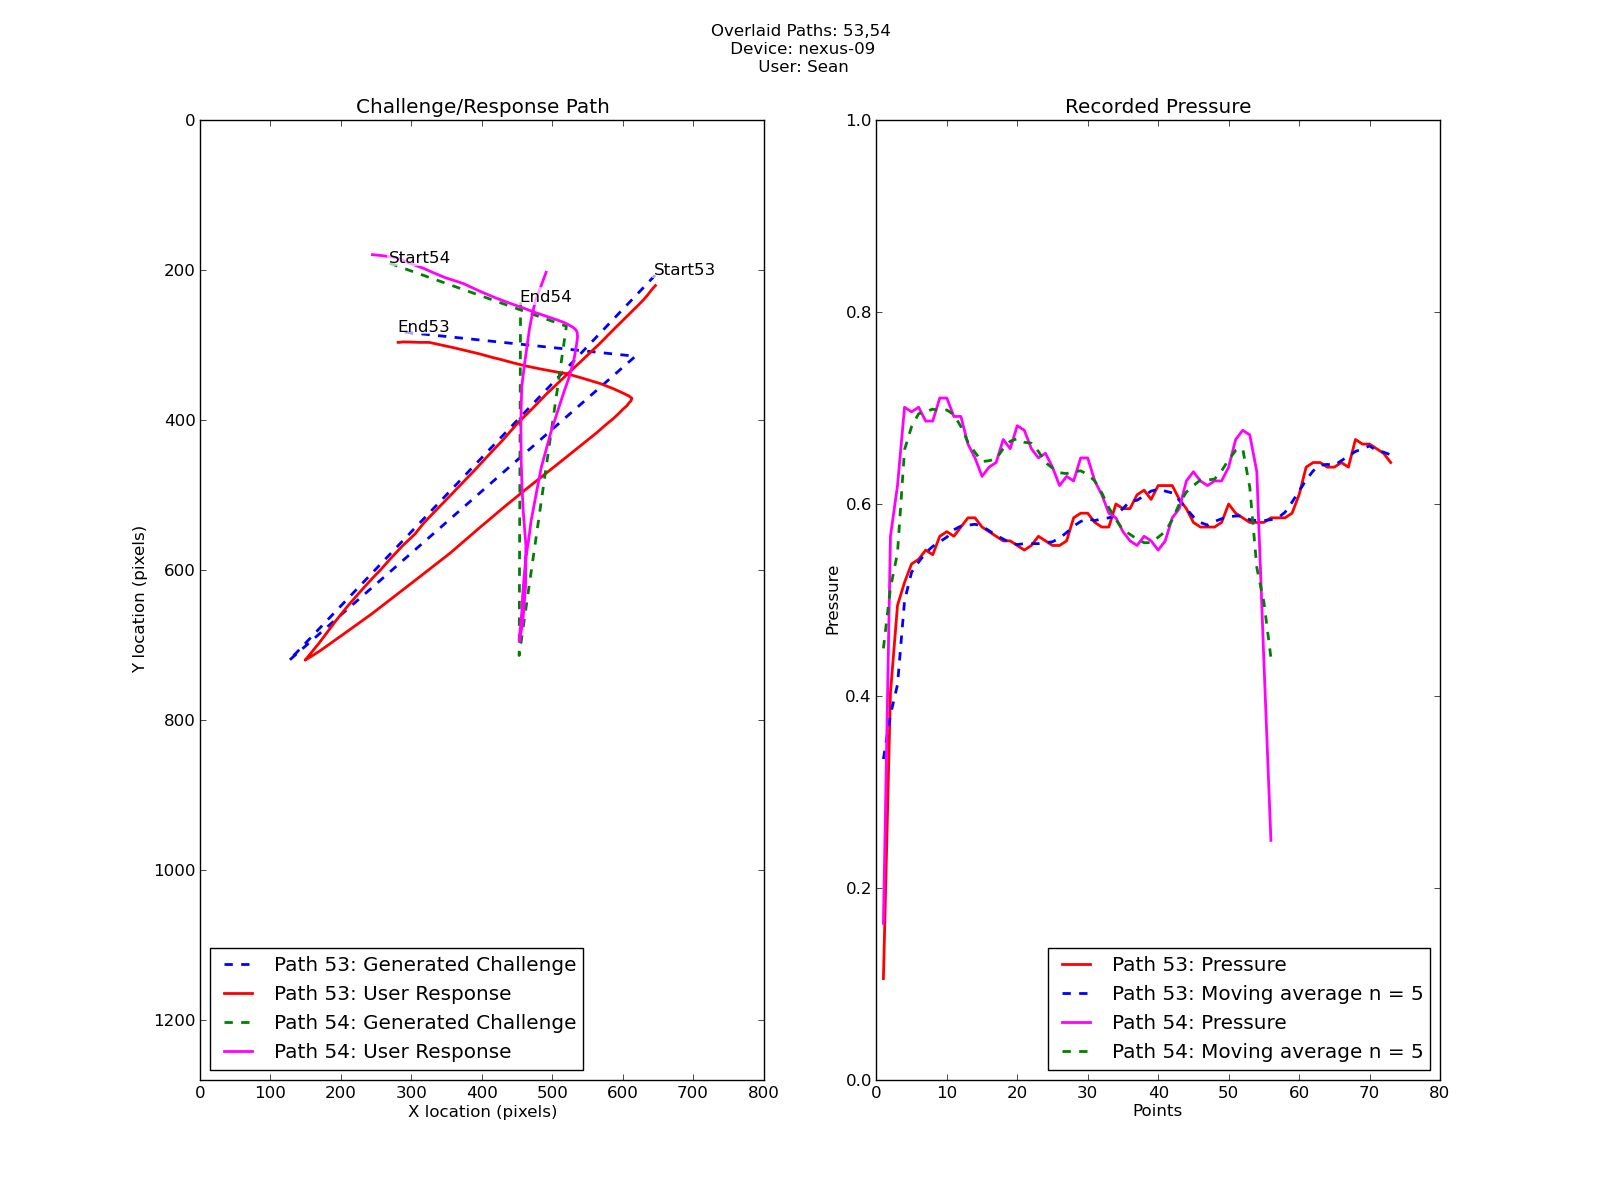 Overlaid Paths: 53,54
Device: nexus-09
User: Sean
Challenge/Response Path
0
200
400
600
800
1000
1200
Y location (pixels)
Start54
Start53
End54
End53
Path 53: Generated Challenge
Path 53: User Response
Path 54: Generated Challenge
Path 54: User Response
0 100 200 300 400 500 600 700 800
X location (pixels)
Recorded Pressure
1.0
0.8
0.6
0.4
0.2
0.0
Pressure
Path 53: Pressure
Path 53: Moving average n = 5
Path 54: Pressure
Path 54: Moving average n = 5
0 10 20 30 40 50 60 70 80
Points